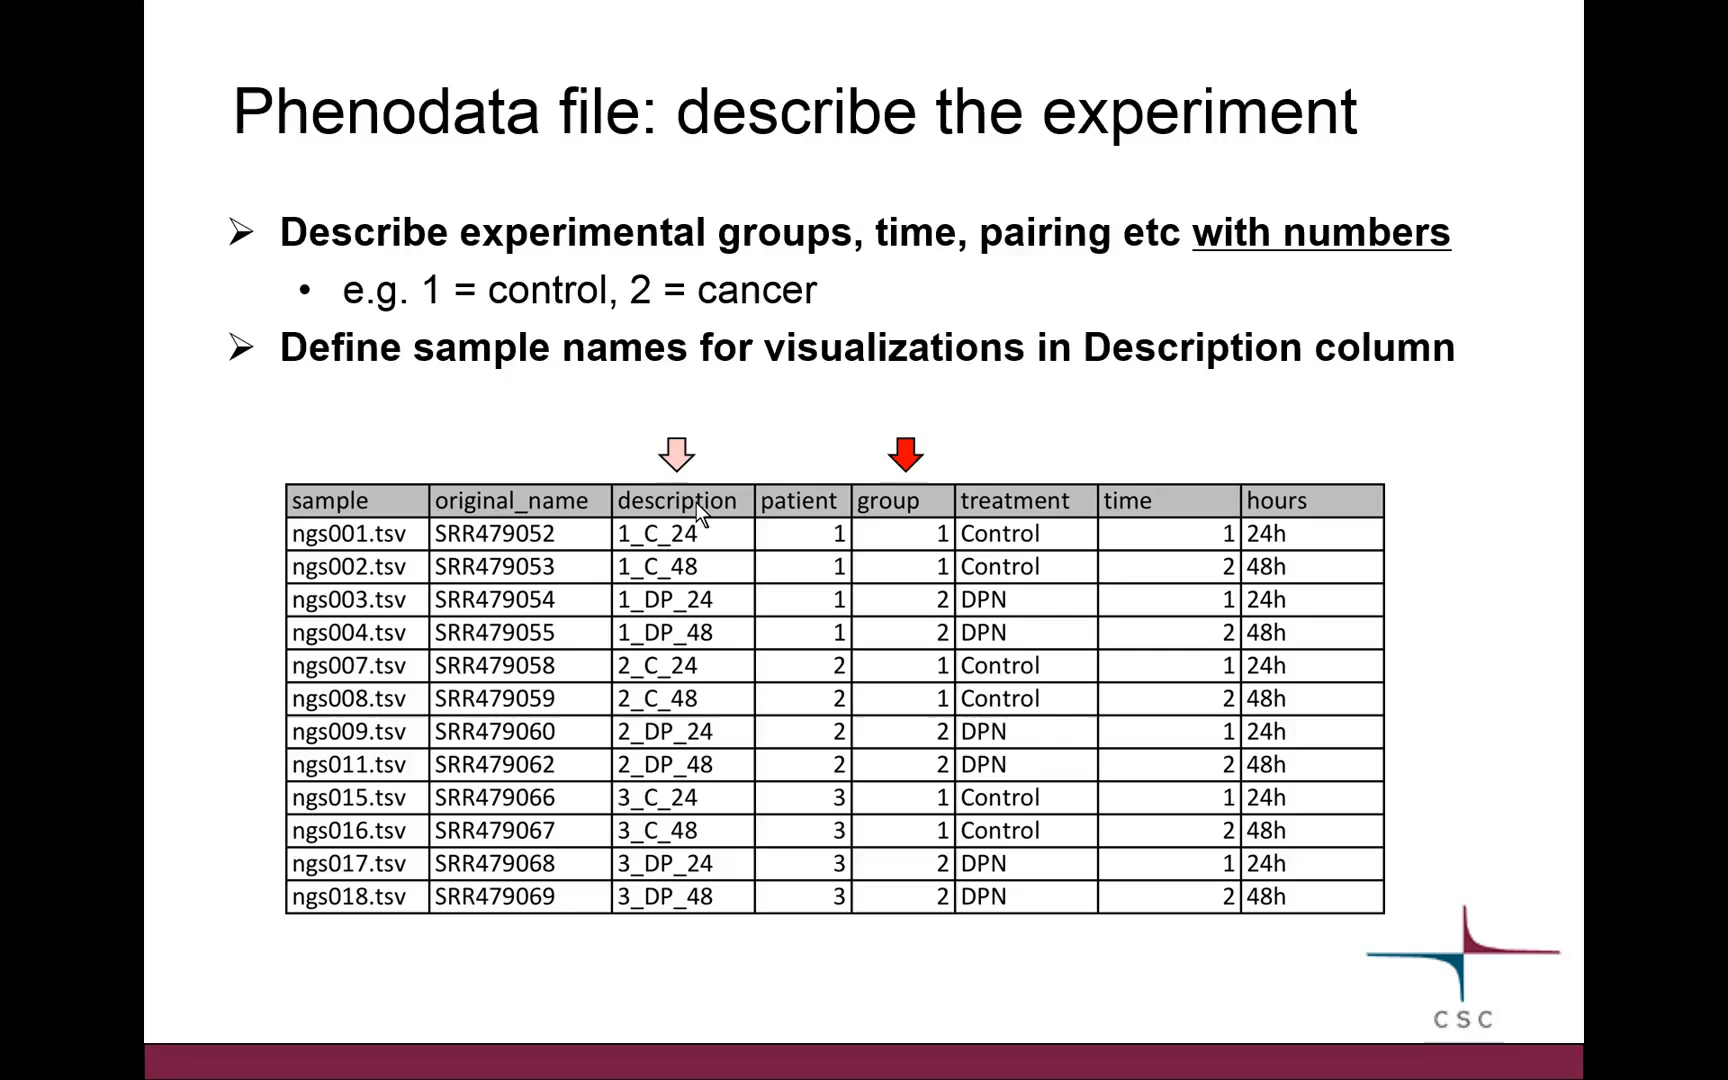 Phenodata file: describe the experiment
➢ Describe experimental groups, time, pairing etc with numbers
• e.g. 1 = control, 2 = cancer
➢ Define sample names for visualizations in Description column
sample original_name description patient group treatment time hours
ngs001.tsv SRR479052 1_C_24 1 1 Control 1 24h
ngs002.tsv SRR479053 1_C_48 1 1 Control 2 48h
ngs003.tsv SRR479054 1_DP_24 1 2 DPN 1 24h
ngs004.tsv SRR479055 1_DP_48 1 2 DPN 2 48h
ngs007.tsv SRR479058 2_C_24 2 1 Control 1 24h
ngs008.tsv SRR479059 2_C_48 2 1 Control 2 48h
ngs009.tsv SRR479060 2_DP_24 2 2 DPN 1 24h
ngs011.tsv SRR479062 2_DP_48 2 2 DPN 2 48h
ngs015.tsv SRR479066 3_C_24 3 1 Control 1 24h
ngs016.tsv SRR479067 3_C_48 3 1 Control 2 48h
ngs017.tsv SRR479068 3_DP_24 3 2 DPN 1 24h
ngs018.tsv SRR479069 3_DP_48 3 2 DPN 2 48h
CSC